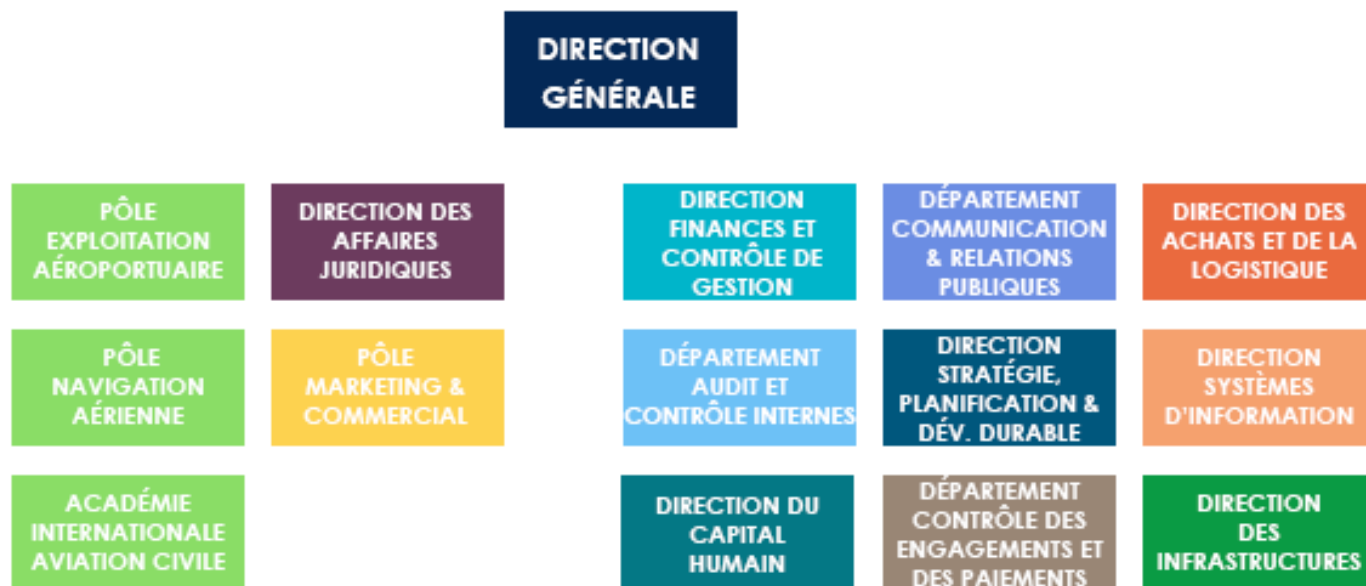 DIRECTION
GÉNÉRALE
PÔLE
EXPLOITATION
AÉROPORTUAIRE
DIRECTION DES
AFFAIRES
JURIDIQUES
DIRECTION
FINANCES ET
CONTRÔLE DE
GESTION
DÉPARTEMENT
COMMUNICATION
& RELATIONS
PUBLIQUES
DIRECTION DES
ACHATS ET DE LA
LOGISTIQUE
PÔLE
NAVIGATION
AÉRIENNE
PÔLE
MARKETING &
COMMERCIAL
DÉPARTEMENT
AUDIT ET
CONTRÔLE INTERNES
DIRECTION
STRATÉGIE,
PLANIFICATION &
DÉV. DURABLE
DIRECTION
SYSTÈMES
D'INFORMATION
ACADÉMIE
INTERNATIONALE
AVIATION CIVILE
DIRECTION DU
CAPITAL
HUMAIN
DÉPARTEMENT
CONTRÔLE DES
ENGAGEMENTS ET
DES PAIEMENTS
DIRECTION
DES
INFRASTRUCTURES